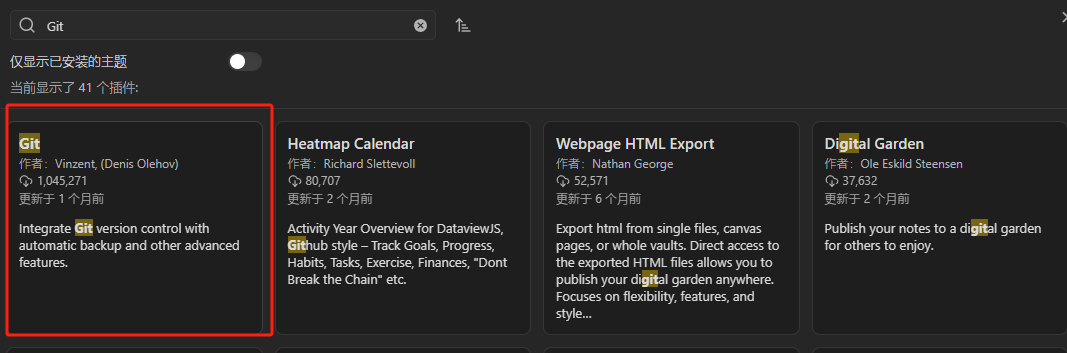 Git
仅显示已安装的主题
当前显示了 41 个插件:
Git
作者：Vinzent, (Denis Olehov)
1,045,271
更新于 1 个月前
Integrate Git version control with
automatic backup and other advanced
features.
Heatmap Calendar
作者：Richard Slettevoll
80,707
更新于 2 个月前
Activity Year Overview for DataviewJS,
Github style – Track Goals, Progress,
Habits, Tasks, Exercise, Finances, "Dont
Break the Chain" etc.
Webpage HTML Export
作者：Nathan George
52,571
更新于 6 个月前
Export html from single files, canvas
pages, or whole vaults. Direct access to
the exported HTML files allows you to
publish your digital garden anywhere.
Focuses on flexibility, features, and
style...
Digital Garden
作者：Ole Eskild Steensen
37,632
更新于 2 个月前
Publish your notes to a digital garden
for others to enjoy.